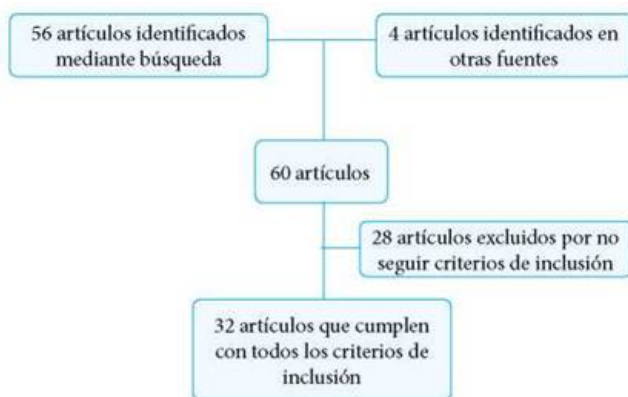 56 artículos identificados
mediante búsqueda
4 artículos identificados en
otras fuentes
60 artículos
28 artículos excluidos por no
seguir criterios de inclusión
32 artículos que cumplen
con todos los criterios de
inclusión